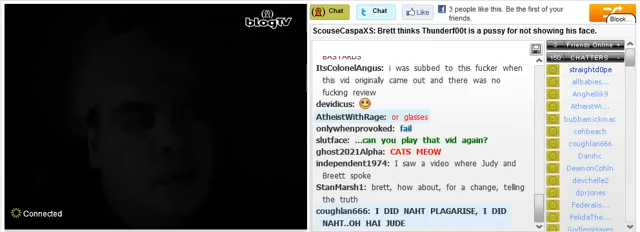 blogTV
Connected
Chat
Chat
Like
3 people like this. Be the first of your
friends.
Block...
ScouseCaspaXS: Brett thinks Thunderf00t is a pussy for not showing his face.
BASTARDS
ItsColonelAngus: i was subbed to this fucker when
this vid originally came out and there was no
fucking review
devidicus:
AtheistWithRage: or glasses
onlywhenprovoked: fail
slutface: ...can you play that vid again?
ghost2021Alpha: CATS MEOW
independent1974: I saw a video where Judy and
Brett spoke
StanMarsh1: brett, how about, for a change, telling
the truth
coughlan666: I DID NAHT PLAGARISE, I DID
NAHT..OH HAI JUDE
3 Friends Online
150 CHATTERS
straightd0pe
allbabies...
Anghellik9
AtheistWi...
bubbamickmac
cehbeach
coughlan666
Danihc
DeamonCohln
devchelle2
dprjones
Federalis...
FelidaThe...
GodlessHaves